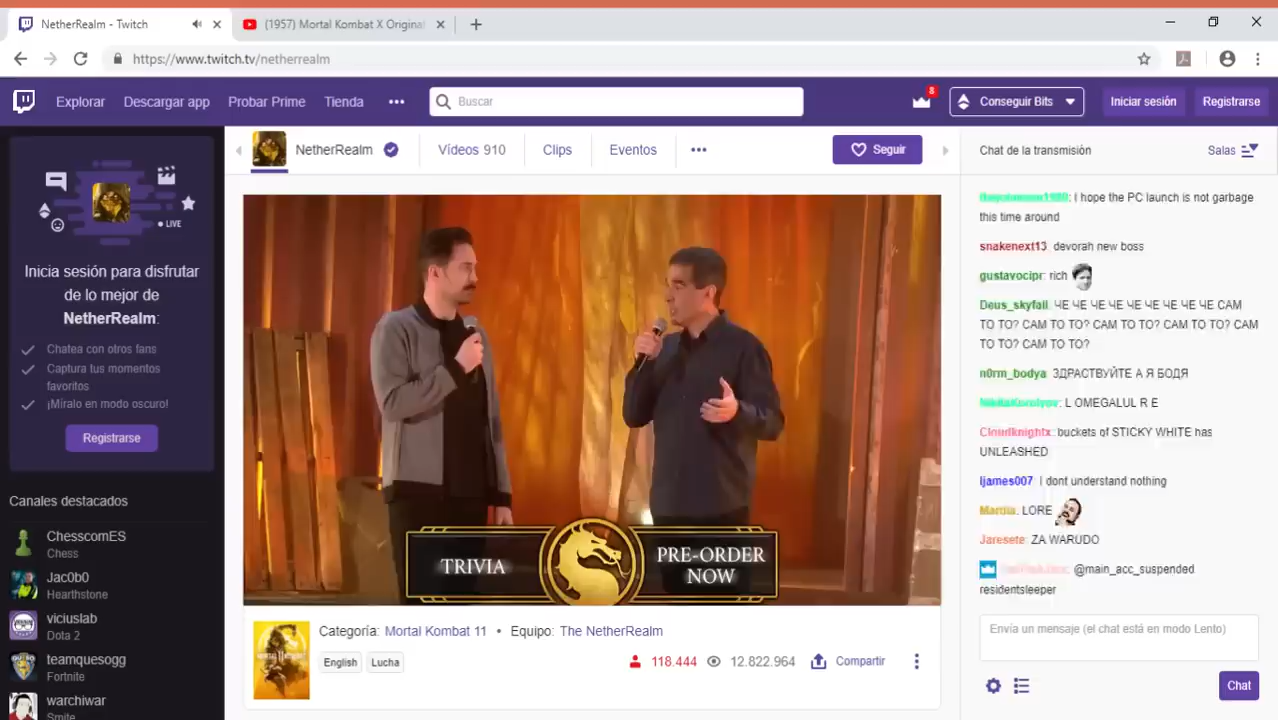 NetherRealm - Twitch
(1957) Mortal Kombat X Original
https://www.twitch.tv/netherrealm
Explorar
Descargar app
Probar Prime
Tienda
Buscar
8
Conseguir Bits
Iniciar sesión
Registrarse
LIVE
Inicia sesión para disfrutar
de lo mejor de
NetherRealm:
Chatea con otros fans
Captura tus momentos
favoritos
¡Míralo en modo oscuro!
Registrarse
Canales destacados
ChesscomES
Chess
Jac0b0
Hearthstone
viciuslab
Dota 2
teamquesogg
Fortnite
warchiwar
Smite
NetherRealm
Vídeos 910
Clips
Eventos
Seguir
TRIVIA
PRE-ORDER
NOW
Categoría: Mortal Kombat 11 • Equipo: The NetherRealm
English
Lucha
118.444
12.822.964
Compartir
Chat de la transmisión
Salas
: I hope the PC launch is not garbage
this time around
snakenext13 devorah new boss
gustavocipr: rich
Deus_skyfall: ЧЕ ЧЕ ЧЕ ЧЕ ЧЕ ЧЕ ЧЕ ЧЕ ЧЕ САМ
ТО ТО? САМ ТО ТО? САМ ТО ТО? САМ ТО ТО? САМ
ТО ТО? САМ ТО ТО?
n0rm_bodya: ЗДРАСТВУЙТЕ А Я БОДЯ
: L OMEGALUL R E
Cloudknightx: buckets of STICKY WHITE has
UNLEASHED
ljames007 I dont understand nothing
: LORE
Jaresete: ZA WARUDO
: @main_acc_suspended
residentsleeper
Envía un mensaje (el chat está en modo Lento)
Chat